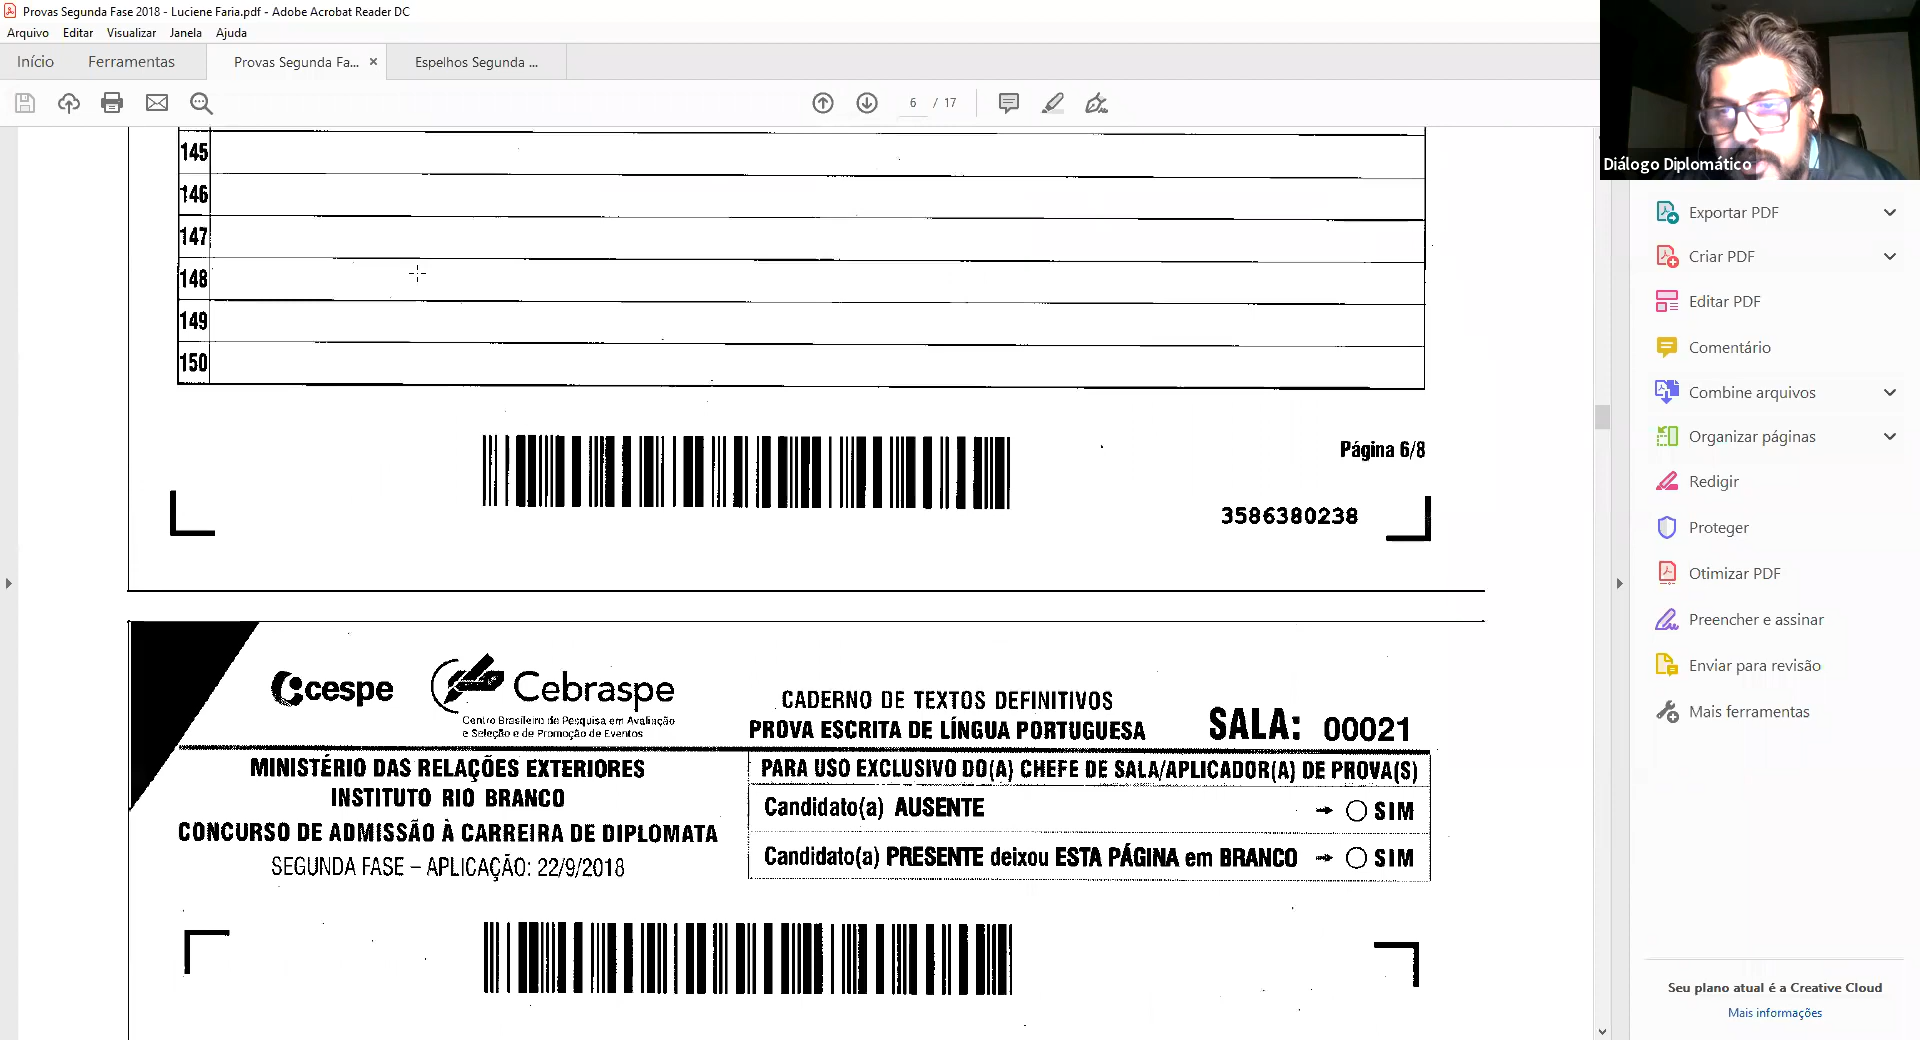 Provas Segunda Fase 2018 - Luciene Faria.pdf - Adobe Acrobat Reader DC
Arquivo Editar Visualizar Janela Ajuda
Início Ferramentas Provas Segunda Fa... × Espelhos Segunda ...
6 / 17
Diálogo Diplomático
145
146
147
148
149
150
Página 6/8
3586380238
cespe
Cebraspe
Centro Brasileiro de Pesquisa em Avaliação
e Seleção e de Promoção de Eventos
CADERNO DE TEXTOS DEFINITIVOS
PROVA ESCRITA DE LÍNGUA PORTUGUESA
SALA: 00021
MINISTÉRIO DAS RELAÇÕES EXTERIORES
INSTITUTO RIO BRANCO
CONCURSO DE ADMISSÃO À CARREIRA DE DIPLOMATA
SEGUNDA FASE – APLICAÇÃO: 22/9/2018
PARA USO EXCLUSIVO DO(A) CHEFE DE SALA/APLICADOR(A) DE PROVA(S)
Candidato(a) AUSENTE → SIM
Candidato(a) PRESENTE deixou ESTA PÁGINA em BRANCO → SIM
Exportar PDF
Criar PDF
Editar PDF
Comentário
Combine arquivos
Organizar páginas
Redigir
Proteger
Otimizar PDF
Preencher e assinar
Enviar para revisão
Mais ferramentas
Seu plano atual é a Creative Cloud
Mais informações